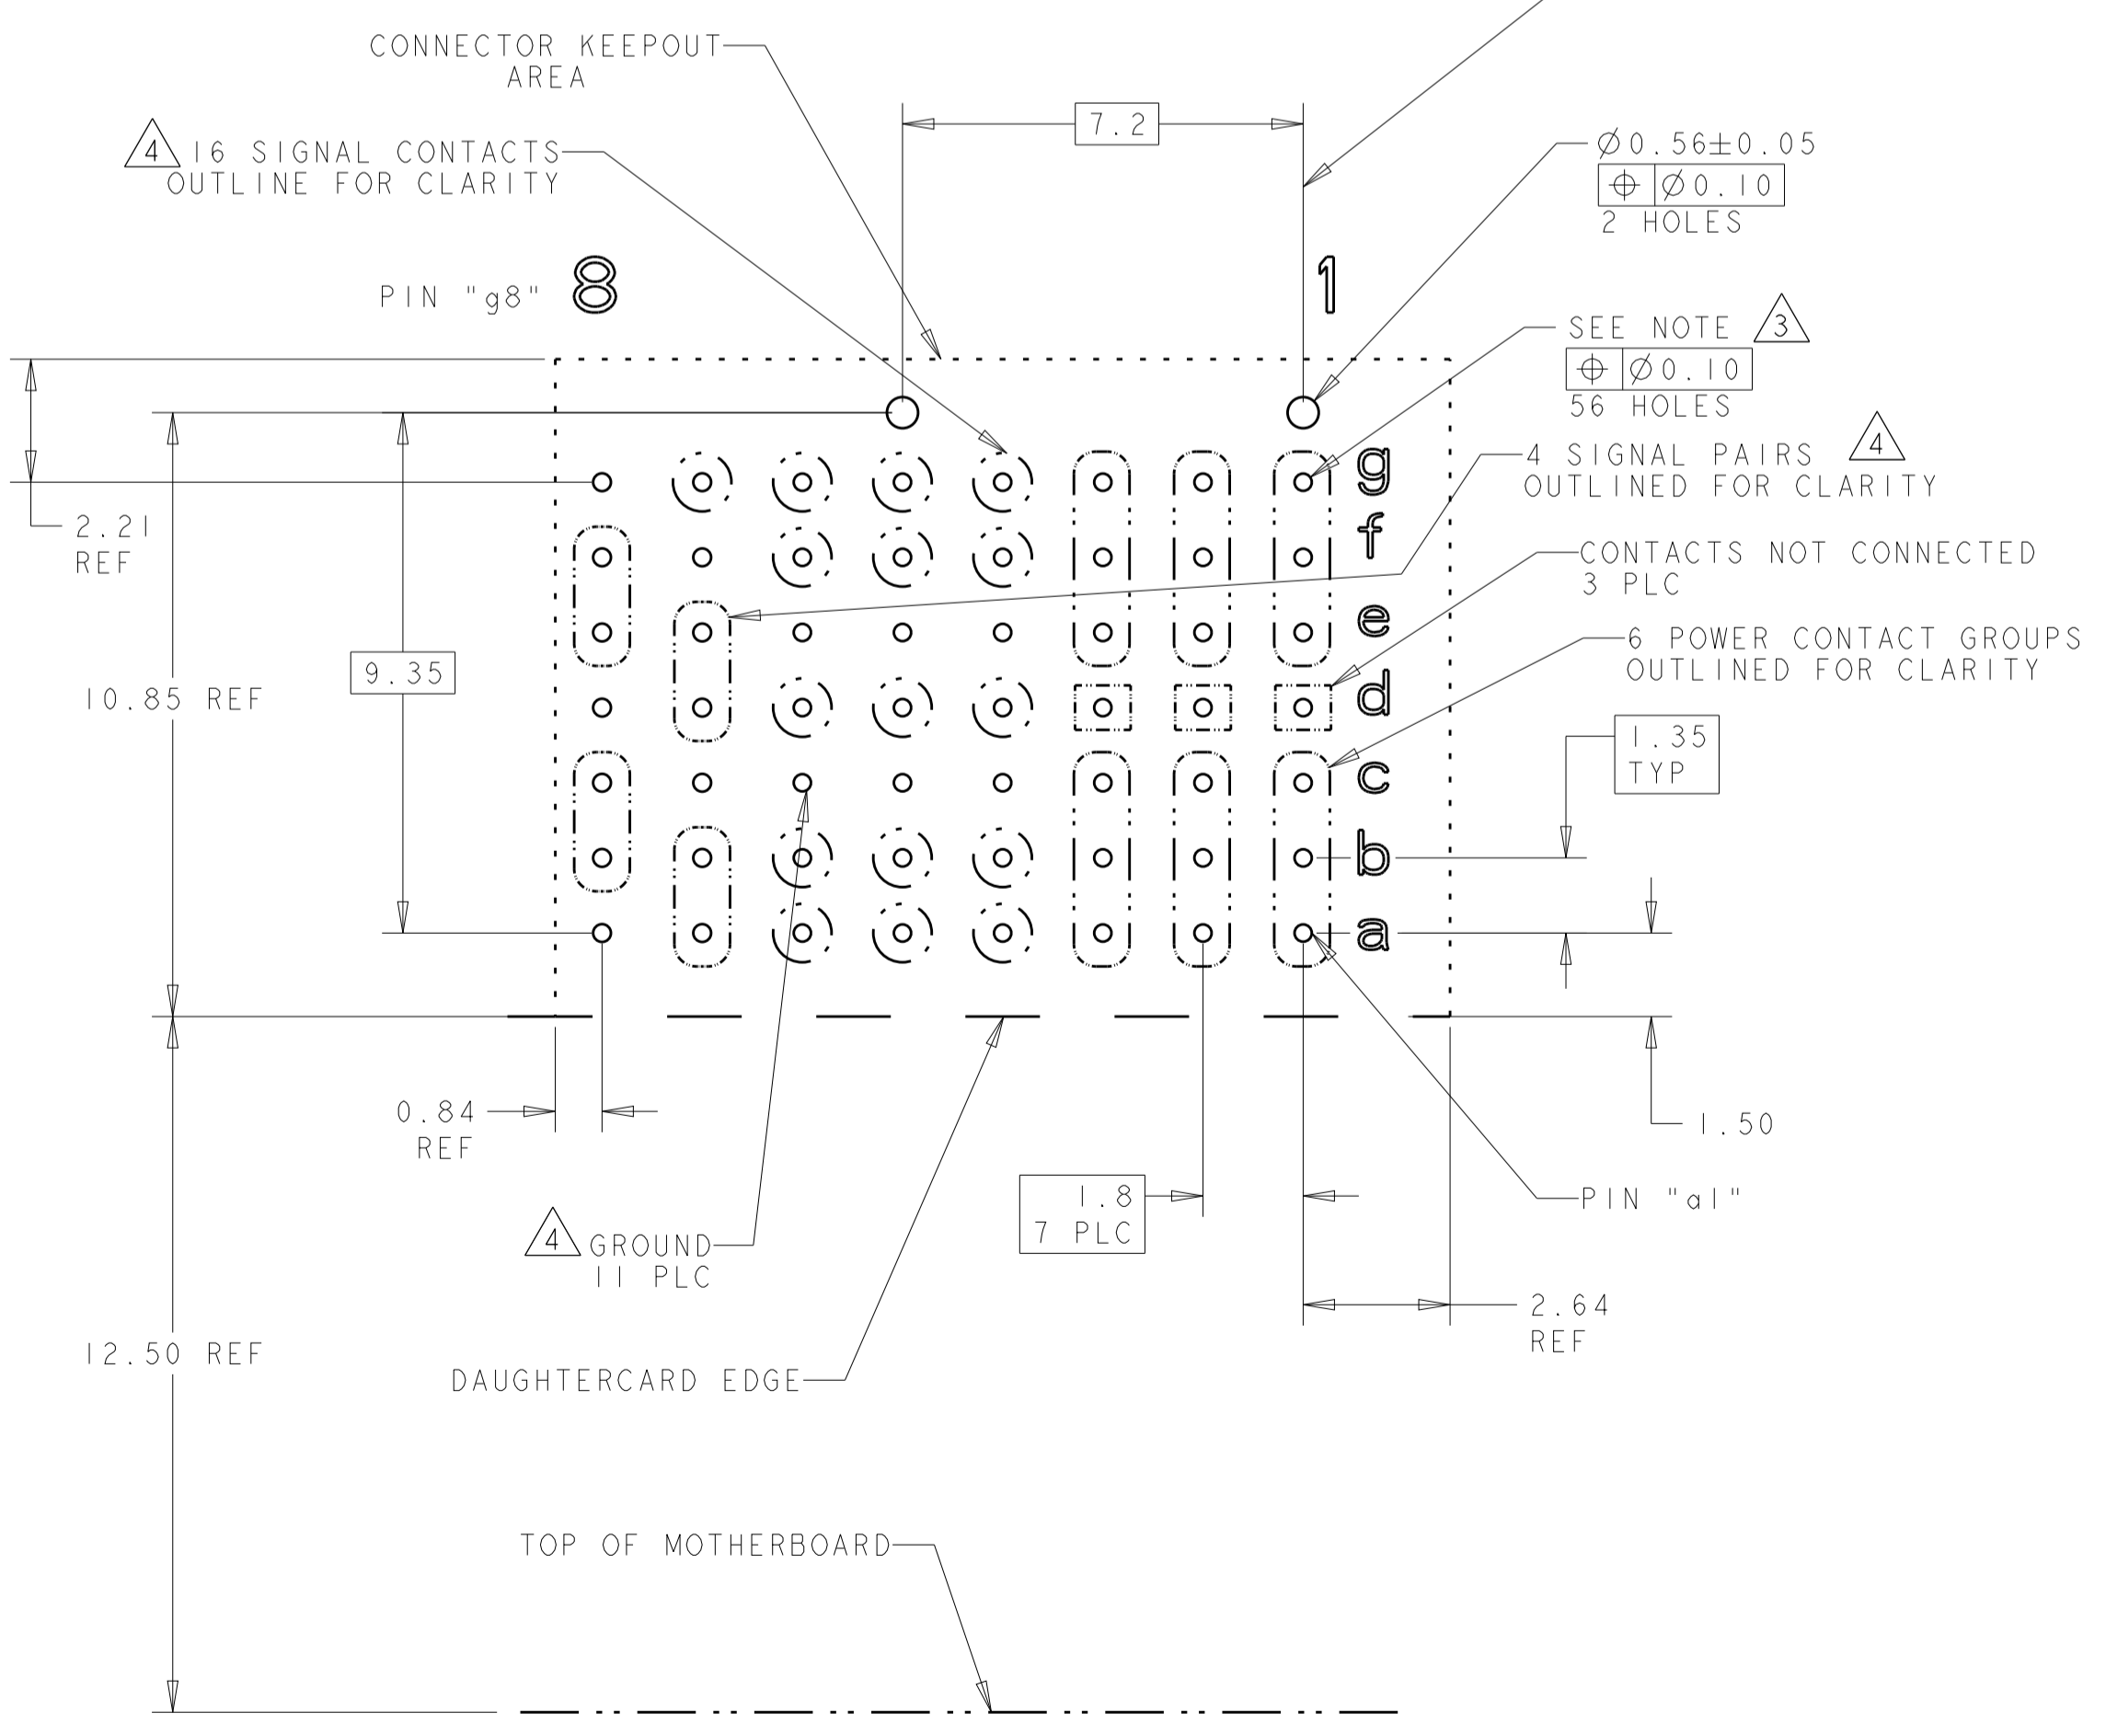 CONNECTOR KEEPOUT
AREA
7.2
4 16 SIGNAL CONTACTS
OUTLINE FOR CLARITY
Ø0.56±0.05
⌖ Ø0.10
2 HOLES
PIN "g8" 8
1
SEE NOTE 3
⌖ Ø0.10
56 HOLES
4 SIGNAL PAIRS 4
OUTLINED FOR CLARITY
g
f
e
d
c
b
a
2.21
REF
CONTACTS NOT CONNECTED
3 PLC
6 POWER CONTACT GROUPS
OUTLINED FOR CLARITY
9.35
10.85 REF
1.35
TYP
0.84
REF
1.50
1.8
7 PLC
PIN "a1"
4 GROUND
11 PLC
2.64
REF
12.50 REF
DAUGHTERCARD EDGE
TOP OF MOTHERBOARD